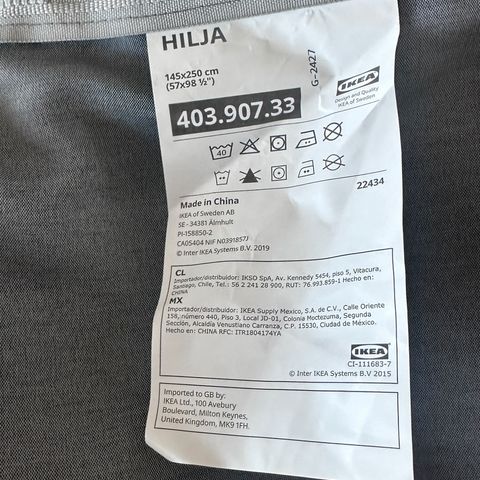 HILJA
145x250 cm
(57x98 ½")
G-2427
IKEA
Design and Quality
IKEA of Sweden
403.907.33
40
22434
Made in China
IKEA of Sweden AB
SE - 34381 Älmhult
PI-158850-2
CA05404 NIF N0391857J
© Inter IKEA Systems B.V. 2019
CL
Importador/distribuidor: IKSO SpA, Av. Kennedy 5454, piso 5, Vitacura,
Santiago, Chile, Tel.: 56 2 241 28 900, RUT: 76.993.859-1 Hecho en:
CHINA
MX
Importador/distribuidor: IKEA Supply Mexico, S.A. de C.V., Calle Oriente
158, número 440, Piso 3, Local JD-01, Colonia Moctezuma, Segunda
Sección, Alcaldía Venustiano Carranza, C.P. 15530, Ciudad de México.
Hecho en: CHINA RFC: ITR1804174YA
IKEA
CI-111683-7
© Inter IKEA Systems B.V 2015
Imported to GB by:
IKEA Ltd., 100 Avebury
Boulevard, Milton Keynes,
United Kingdom, MK9 1FH.